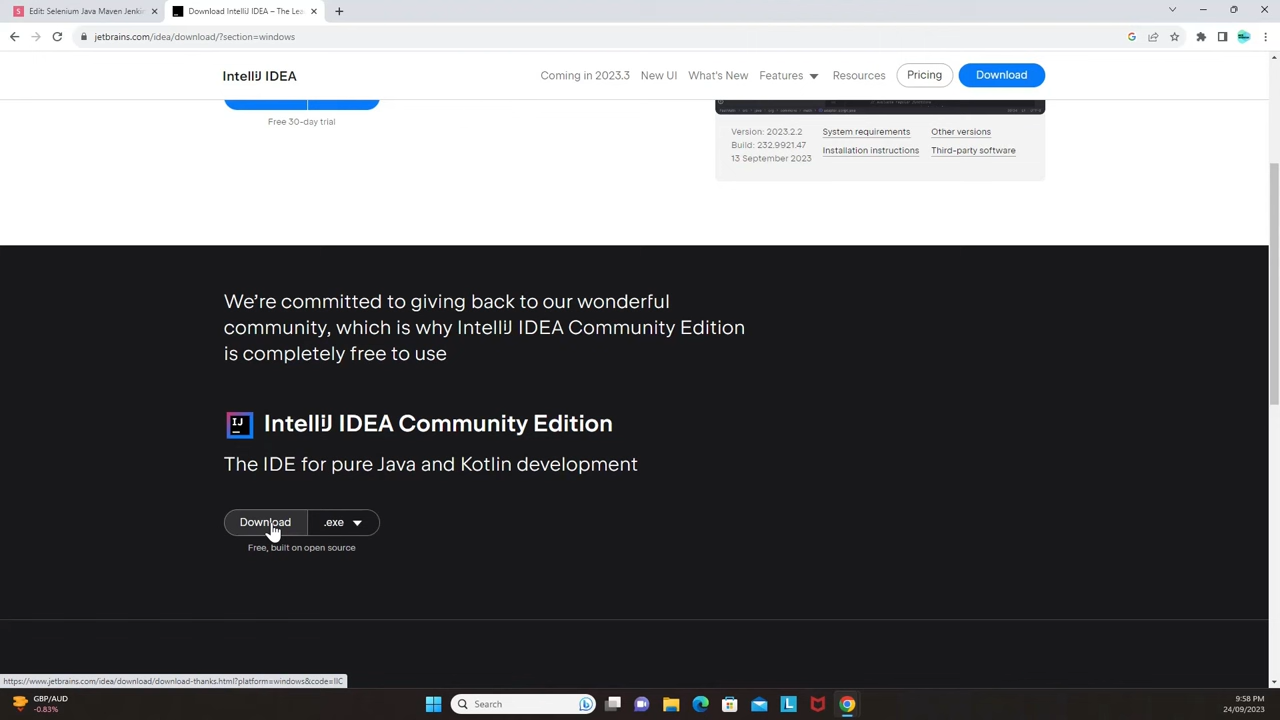 Edit: Selenium Java Maven Jenki
Download IntelliJ IDEA – The Lea
jetbrains.com/idea/download/?section=windows
IntelliJ IDEA
Coming in 2023.3
New UI
What's New
Features
Resources
Pricing
Download
Free 30-day trial
Version: 2023.2.2
System requirements
Other versions
Build: 232.9921.47
Installation instructions
Third-party software
13 September 2023
We’re committed to giving back to our wonderful
community, which is why IntelliJ IDEA Community Edition
is completely free to use
IJ
IntelliJ IDEA Community Edition
The IDE for pure Java and Kotlin development
Download
.exe
Free, built on open source
https://www.jetbrains.com/idea/download/download-thanks.html?platform=windows&code=IIC
GBP/AUD
-0.83%
Search
9:58 PM
24/09/2023